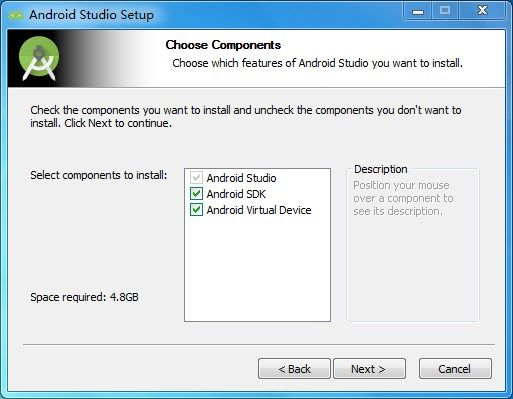 Android Studio Setup
Choose Components
Choose which features of Android Studio you want to install.
Check the components you want to install and uncheck the components you don't want to
install. Click Next to continue.
Select components to install:
Android Studio
Android SDK
Android Virtual Device
Description
Position your mouse
over a component to
see its description.
Space required: 4.8GB
< Back
Next >
Cancel